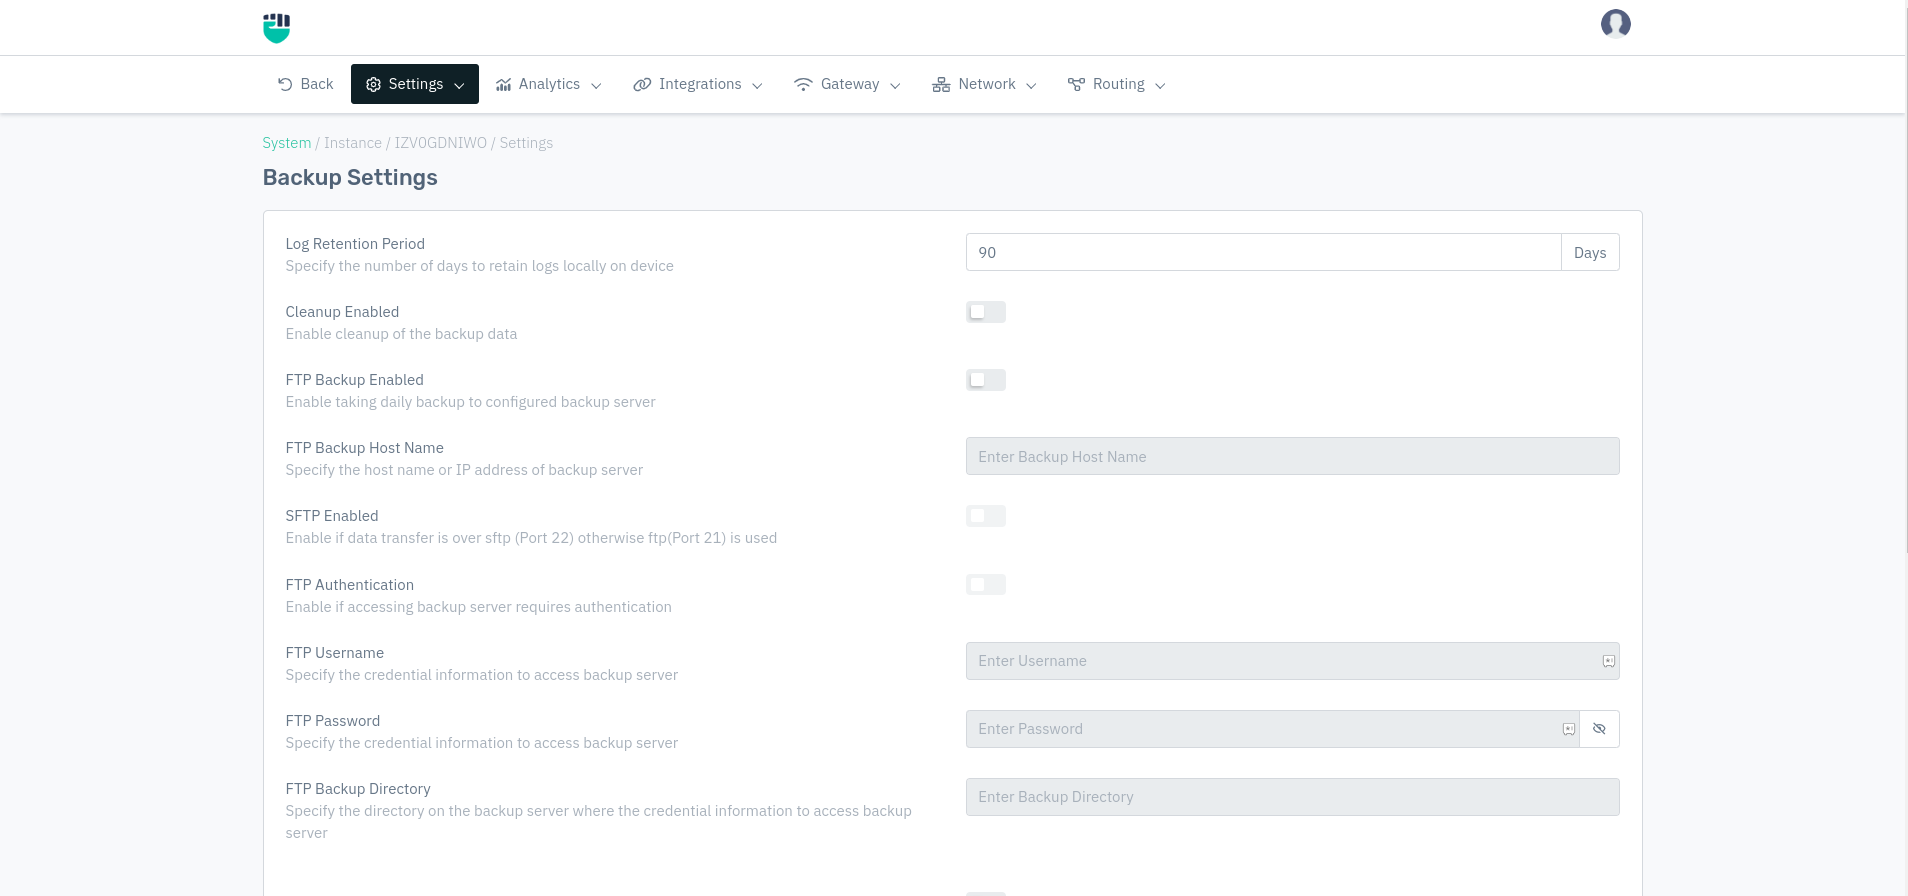 Back Settings Analytics Integrations Gateway Network Routing
System / Instance / IZV0GDNIWO / Settings
Backup Settings
Log Retention Period
Specify the number of days to retain logs locally on device
90 Days
Cleanup Enabled
Enable cleanup of the backup data
FTP Backup Enabled
Enable taking daily backup to configured backup server
FTP Backup Host Name
Specify the host name or IP address of backup server
Enter Backup Host Name
SFTP Enabled
Enable if data transfer is over sftp (Port 22) otherwise ftp(Port 21) is used
FTP Authentication
Enable if accessing backup server requires authentication
FTP Username
Specify the credential information to access backup server
Enter Username
FTP Password
Specify the credential information to access backup server
Enter Password
FTP Backup Directory
Specify the directory on the backup server where the credential information to access backup
server
Enter Backup Directory